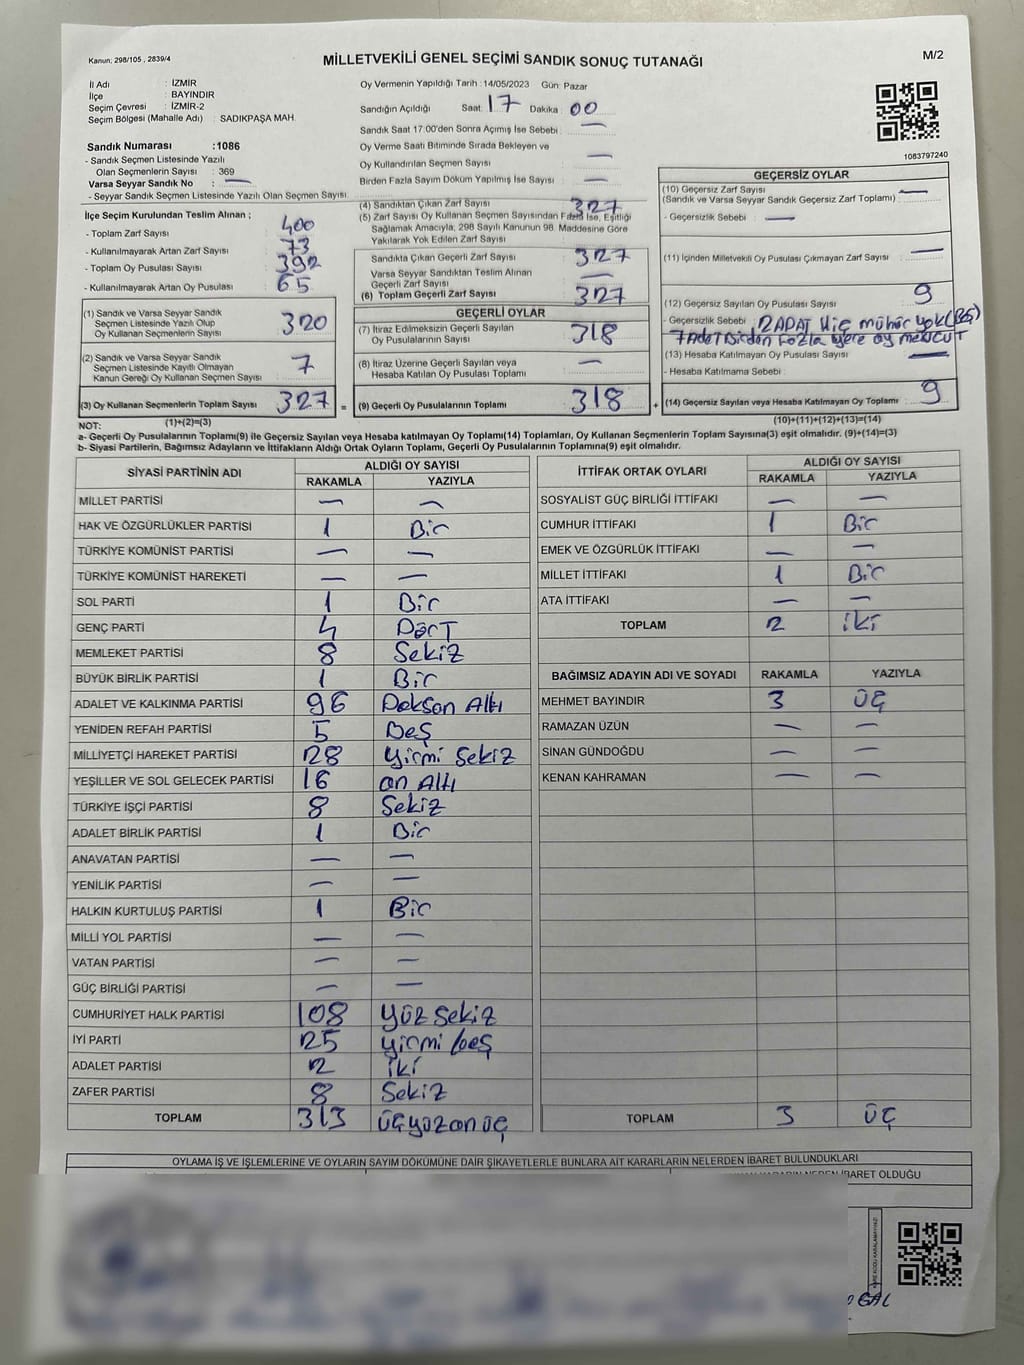 Kanun, 298/105 , 2839/4
MİLLETVEKİLİ GENEL SEÇİMİ SANDIK SONUÇ TUTANAĞI
M/2
İl Adı : İZMİR
İlçe : BAYINDIR
Seçim Çevresi : İZMİR-2
Seçim Bölgesi (Mahalle Adı) : SADIKPAŞA MAH.
Sandık Numarası :1086
- Sandık Seçmen Listesinde Yazılı
Olan Seçmenlerin Sayısı : 369
Varsa Seyyar Sandık No : —
- Seyyar Sandık Seçmen Listesinde Yazılı Olan Seçmen Sayısı:
Oy Vermenin Yapıldığı Tarih :14/05/2023 Gün: Pazar
Sandığın Açıldığı Saat: 17 Dakika: 00
Sandık Saat 17:00'den Sonra Açımış İse Sebebi : —
Oy Verme Saati Bitiminde Sırada Bekleyen ve
Oy Kullandırılan Seçmen Sayısı : —
Birden Fazla Sayım Döküm Yapılmış İse Sayısı : —
1083797240
İlçe Seçim Kurulundan Teslim Alınan ;
- Toplam Zarf Sayısı : 400
- Kullanılmayarak Artan Zarf Sayısı : 73
- Toplam Oy Pusulası Sayısı : 392
- Kullanılmayarak Artan Oy Pusulası : 65
(1) Sandık ve Varsa Seyyar Sandık
Seçmen Listesinde Yazılı Olup
Oy Kullanan Seçmenlerin Sayısı : 320
(2) Sandık ve Varsa Seyyar Sandık
Seçmen Listesinde Kayıtlı Olmayan
Kanun Gereği Oy Kullanan Seçmen Sayısı : 7
(3) Oy Kullanan Seçmenlerin Toplam Sayısı : 327 =
(1)+(2)=(3)
(4) Sandıktan Çıkan Zarf Sayısı : 327
(5) Zarf Sayısı Oy Kullanan Seçmen Sayısından Fazla İse, Eşitliği
Sağlamak Amacıyla, 298 Sayılı Kanunun 98. Maddesine Göre
Yakılarak Yok Edilen Zarf Sayısı :
Sandıkta Çıkan Geçerli Zarf Sayısı : 327
Varsa Seyyar Sandıktan Teslim Alınan
Geçerli Zarf Sayısı : —
(6) Toplam Geçerli Zarf Sayısı : 327
GEÇERLİ OYLAR
(7) İtiraz Edilmeksizin Geçerli Sayılan
Oy Pusulalarının Sayısı : 318
(8) İtiraz Üzerine Geçerli Sayılan veya
Hesaba Katılan Oy Pusulası Toplamı : —
(9) Geçerli Oy Pusulalarının Toplamı : 318 +
GEÇERSİZ OYLAR
(10) Geçersiz Zarf Sayısı : —
(Sandık ve Varsa Seyyar Sandık Geçersiz Zarf Toplamı)
- Geçersizlik Sebebi : —
(11) İçinden Milletvekili Oy Pusulası Çıkmayan Zarf Sayısı : —
(12) Geçersiz Sayılan Oy Pusulası Sayısı : 9
- Geçersizlik Sebebi : 2 ADAT Hiç mühür yok (Boş)
7 Adet Birden Fazla yere oy mevcut
(13) Hesaba Katılmayan Oy Pusulası Sayısı : —
- Hesaba Katılmama Sebebi :
(14) Geçersiz Sayılan veya Hesaba Katılmayan Oy Toplamı : 9
(10)+(11)+(12)+(13)=(14)
NOT:
a- Geçerli Oy Pusulasının Toplamı(9) ile Geçersiz Sayılan veya Hesaba katılmayan Oy Toplamı(14) Toplamları, Oy Kullanan Seçmenlerin Toplam Sayısına(3) eşit olmalıdır. (9)+(14)=(3)
b- Siyasi Partilerin, Bağımsız Adayların ve İttifakların Aldığı Ortak Oyların Toplamı, Geçerli Oy Pusulalarının Toplamına(9) eşit olmalıdır.
SİYASİ PARTİNİN ADI ALDIĞI OY SAYISI
RAKAMLA YAZIYLA
MİLLET PARTİSİ — —
HAK VE ÖZGÜRLÜKLER PARTİSİ 1 Bir
TÜRKİYE KOMÜNİST PARTİSİ — —
TÜRKİYE KOMÜNİST HAREKETİ — —
SOL PARTİ 1 Bir
GENÇ PARTİ 4 DörT
MEMLEKET PARTİSİ 8 Sekiz
BÜYÜK BİRLİK PARTİSİ 1 Bir
ADALET VE KALKINMA PARTİSİ 96 Doksan Altı
YENİDEN REFAH PARTİSİ 5 Beş
MİLLİYETÇİ HAREKET PARTİSİ 28 Yirmi Sekiz
YEŞİLLER VE SOL GELECEK PARTİSİ 16 on Altı
TÜRKİYE İŞÇİ PARTİSİ 8 Sekiz
ADALET BİRLİK PARTİSİ 1 Bir
ANAVATAN PARTİSİ — —
YENİLİK PARTİSİ — —
HALKIN KURTULUŞ PARTİSİ 1 Bir
MİLLİ YOL PARTİSİ — —
VATAN PARTİSİ — —
GÜÇ BİRLİĞİ PARTİSİ — —
CUMHURİYET HALK PARTİSİ 108 Yüz Sekiz
İYİ PARTİ 25 yirmi beş
ADALET PARTİSİ 2 iki
ZAFER PARTİSİ 8 Sekiz
TOPLAM 313 üçyüz on üç
İTTİFAK ORTAK OYLARI ALDIĞI OY SAYISI
RAKAMLA YAZIYLA
SOSYALİST GÜÇ BİRLİĞİ İTTİFAKI — —
CUMHUR İTTİFAKI 1 Bir
EMEK VE ÖZGÜRLÜK İTTİFAKI — —
MİLLET İTTİFAKI 1 Bir
ATA İTTİFAKI — —
TOPLAM 2 iki
BAĞIMSIZ ADAYIN ADI VE SOYADI RAKAMLA YAZIYLA
MEHMET BAYINDIR 3 ÜÇ
RAMAZAN ÜZÜN — —
SİNAN GÜNDOĞDU — —
KENAN KAHRAMAN — —
TOPLAM 3 ÜÇ
OYLAMA İŞ VE İŞLEMLERİNE VE OYLARIN SAYIM DÖKÜMÜNE DAİR ŞİKAYETLERLE BUNLARA AİT KARARLARIN NELERDEN İBARET BULUNDUKLARI
KARARIN NEDEN İBARET OLDUĞU